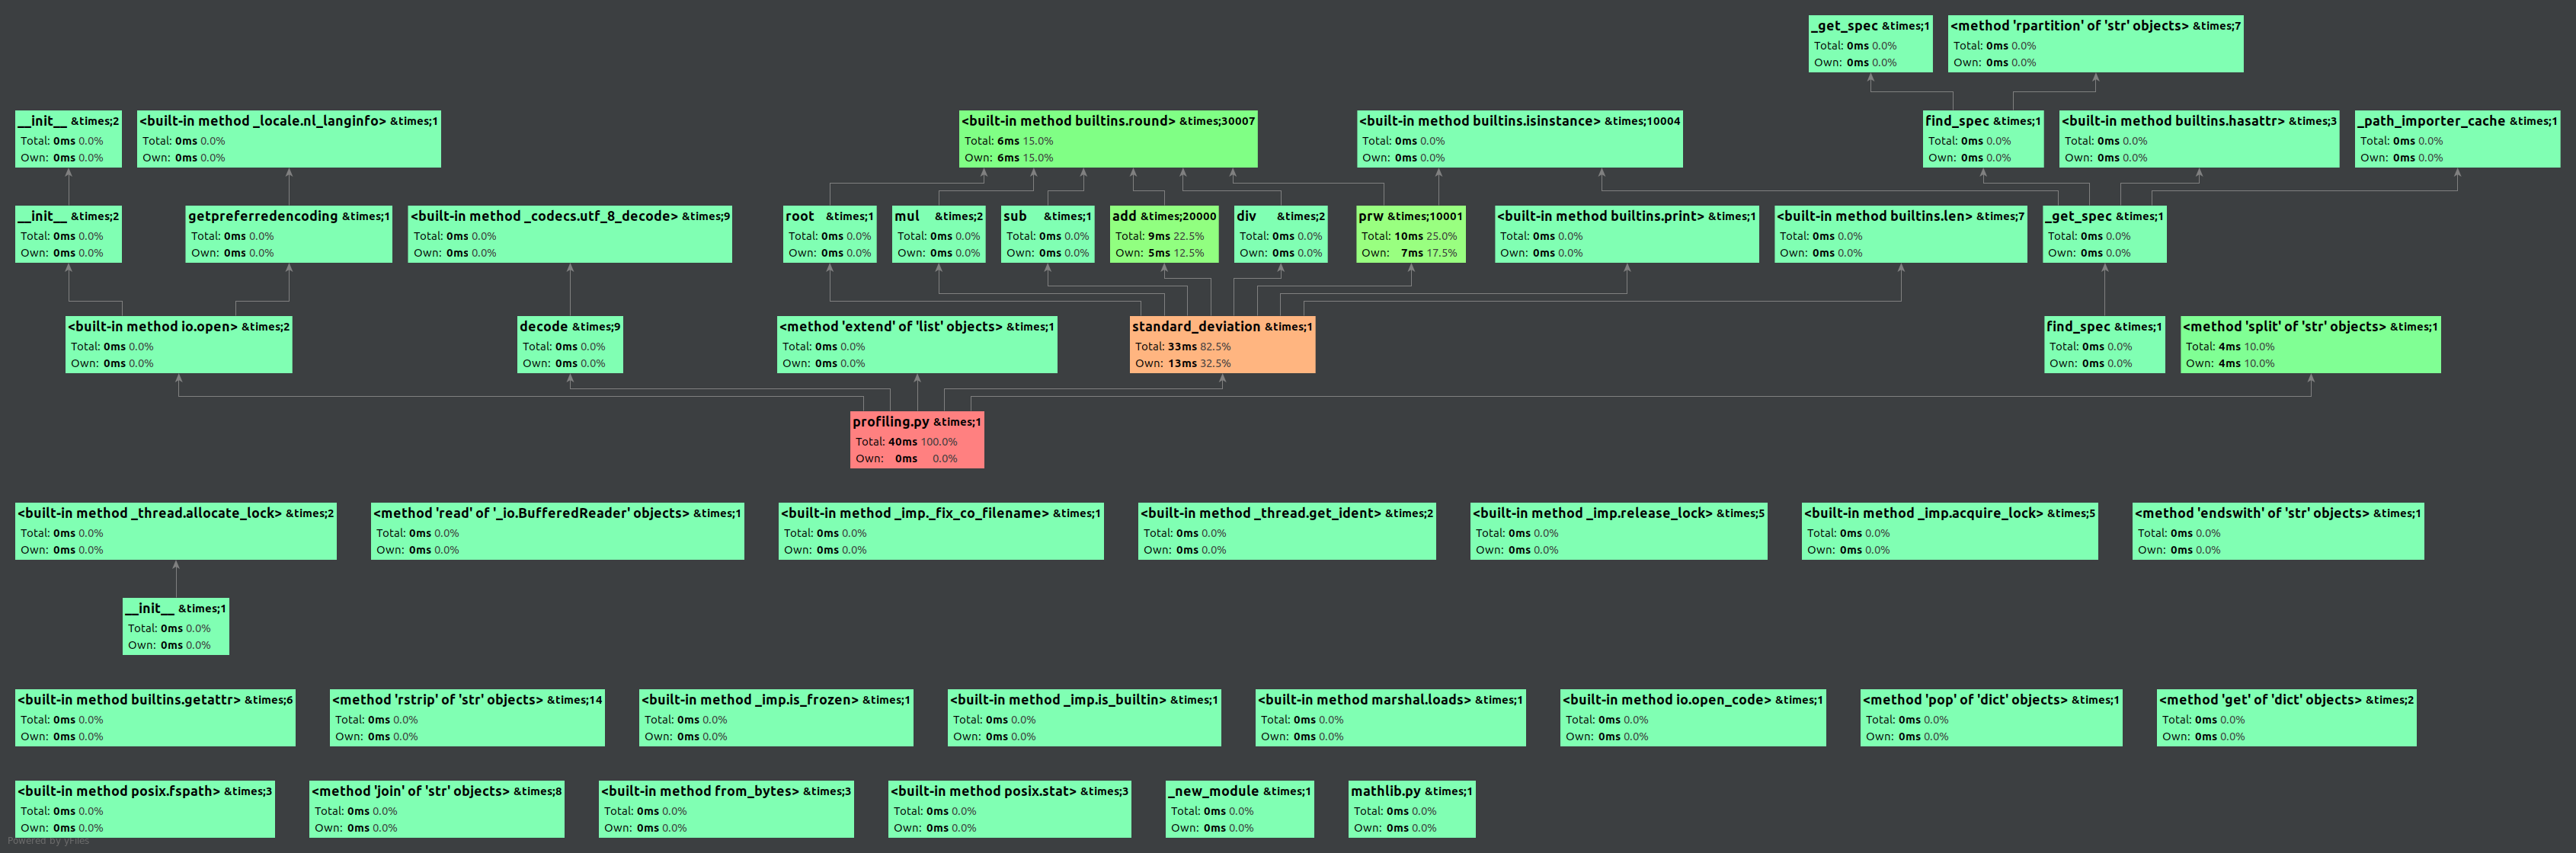 _get_spec &times;1
Total: 0ms 0.0%
Own: 0ms 0.0%
<method 'rpartition' of 'str' objects> &times;7
Total: 0ms 0.0%
Own: 0ms 0.0%
__init__ &times;2
Total: 0ms 0.0%
Own: 0ms 0.0%
<built-in method _locale.nl_langinfo> &times;1
Total: 0ms 0.0%
Own: 0ms 0.0%
<built-in method builtins.round> &times;30007
Total: 6ms 15.0%
Own: 6ms 15.0%
<built-in method builtins.isinstance> &times;10004
Total: 0ms 0.0%
Own: 0ms 0.0%
find_spec &times;1
Total: 0ms 0.0%
Own: 0ms 0.0%
<built-in method builtins.hasattr> &times;3
Total: 0ms 0.0%
Own: 0ms 0.0%
_path_importer_cache &times;1
Total: 0ms 0.0%
Own: 0ms 0.0%
__init__ &times;2
Total: 0ms 0.0%
Own: 0ms 0.0%
getpreferredencoding &times;1
Total: 0ms 0.0%
Own: 0ms 0.0%
<built-in method _codecs.utf_8_decode> &times;9
Total: 0ms 0.0%
Own: 0ms 0.0%
root &times;1
Total: 0ms 0.0%
Own: 0ms 0.0%
mul &times;2
Total: 0ms 0.0%
Own: 0ms 0.0%
sub &times;1
Total: 0ms 0.0%
Own: 0ms 0.0%
add &times;20000
Total: 9ms 22.5%
Own: 5ms 12.5%
div &times;2
Total: 0ms 0.0%
Own: 0ms 0.0%
prw &times;10001
Total: 10ms 25.0%
Own: 7ms 17.5%
<built-in method builtins.print> &times;1
Total: 0ms 0.0%
Own: 0ms 0.0%
<built-in method builtins.len> &times;7
Total: 0ms 0.0%
Own: 0ms 0.0%
_get_spec &times;1
Total: 0ms 0.0%
Own: 0ms 0.0%
<built-in method io.open> &times;2
Total: 0ms 0.0%
Own: 0ms 0.0%
decode &times;9
Total: 0ms 0.0%
Own: 0ms 0.0%
<method 'extend' of 'list' objects> &times;1
Total: 0ms 0.0%
Own: 0ms 0.0%
standard_deviation &times;1
Total: 33ms 82.5%
Own: 13ms 32.5%
find_spec &times;1
Total: 0ms 0.0%
Own: 0ms 0.0%
<method 'split' of 'str' objects> &times;1
Total: 4ms 10.0%
Own: 4ms 10.0%
profiling.py &times;1
Total: 40ms 100.0%
Own: 0ms 0.0%
<built-in method _thread.allocate_lock> &times;2
Total: 0ms 0.0%
Own: 0ms 0.0%
<method 'read' of '_io.BufferedReader' objects> &times;1
Total: 0ms 0.0%
Own: 0ms 0.0%
<built-in method _imp._fix_co_filename> &times;1
Total: 0ms 0.0%
Own: 0ms 0.0%
<built-in method _thread.get_ident> &times;2
Total: 0ms 0.0%
Own: 0ms 0.0%
<built-in method _imp.release_lock> &times;5
Total: 0ms 0.0%
Own: 0ms 0.0%
<built-in method _imp.acquire_lock> &times;5
Total: 0ms 0.0%
Own: 0ms 0.0%
<method 'endswith' of 'str' objects> &times;1
Total: 0ms 0.0%
Own: 0ms 0.0%
__init__ &times;1
Total: 0ms 0.0%
Own: 0ms 0.0%
<built-in method builtins.getattr> &times;6
Total: 0ms 0.0%
Own: 0ms 0.0%
<method 'rstrip' of 'str' objects> &times;14
Total: 0ms 0.0%
Own: 0ms 0.0%
<built-in method _imp.is_frozen> &times;1
Total: 0ms 0.0%
Own: 0ms 0.0%
<built-in method _imp.is_builtin> &times;1
Total: 0ms 0.0%
Own: 0ms 0.0%
<built-in method marshal.loads> &times;1
Total: 0ms 0.0%
Own: 0ms 0.0%
<built-in method io.open_code> &times;1
Total: 0ms 0.0%
Own: 0ms 0.0%
<method 'pop' of 'dict' objects> &times;1
Total: 0ms 0.0%
Own: 0ms 0.0%
<method 'get' of 'dict' objects> &times;2
Total: 0ms 0.0%
Own: 0ms 0.0%
<built-in method posix.fspath> &times;3
Total: 0ms 0.0%
Own: 0ms 0.0%
<method 'join' of 'str' objects> &times;8
Total: 0ms 0.0%
Own: 0ms 0.0%
<built-in method from_bytes> &times;3
Total: 0ms 0.0%
Own: 0ms 0.0%
<built-in method posix.stat> &times;3
Total: 0ms 0.0%
Own: 0ms 0.0%
_new_module &times;1
Total: 0ms 0.0%
Own: 0ms 0.0%
mathlib.py &times;1
Total: 0ms 0.0%
Own: 0ms 0.0%
Powered by yFiles